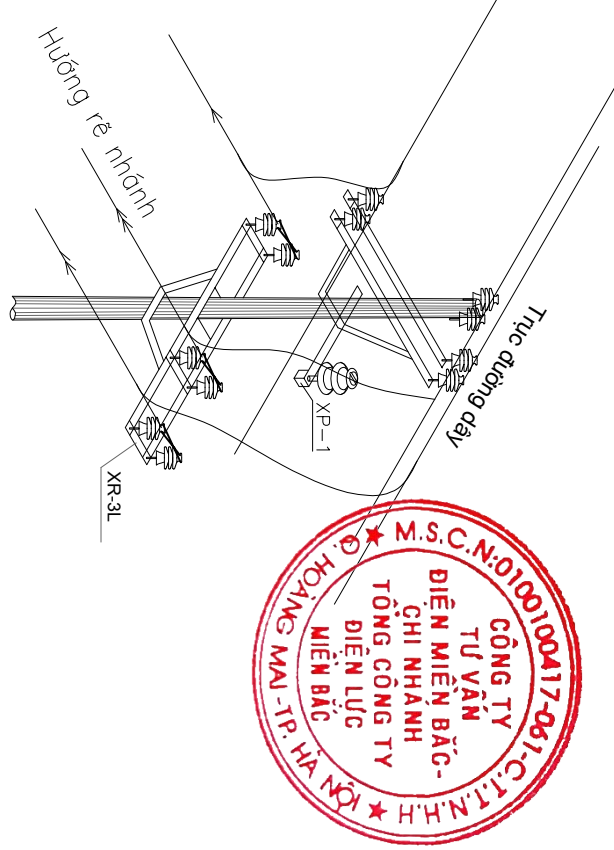 Hướng rẽ nhánh
Trục đường dây
XP-1
XR-3L
M.S.C.N:0100100417-061-C.T.T.N.H.H
CÔNG TY
TƯ VẤN
ĐIỆN MIỀN BẮC-
CHI NHÁNH
TỔNG CÔNG TY
ĐIỆN LỰC
MIỀN BẮC
★ Q. HOÀNG MAI-TP. HÀ NỘI ★